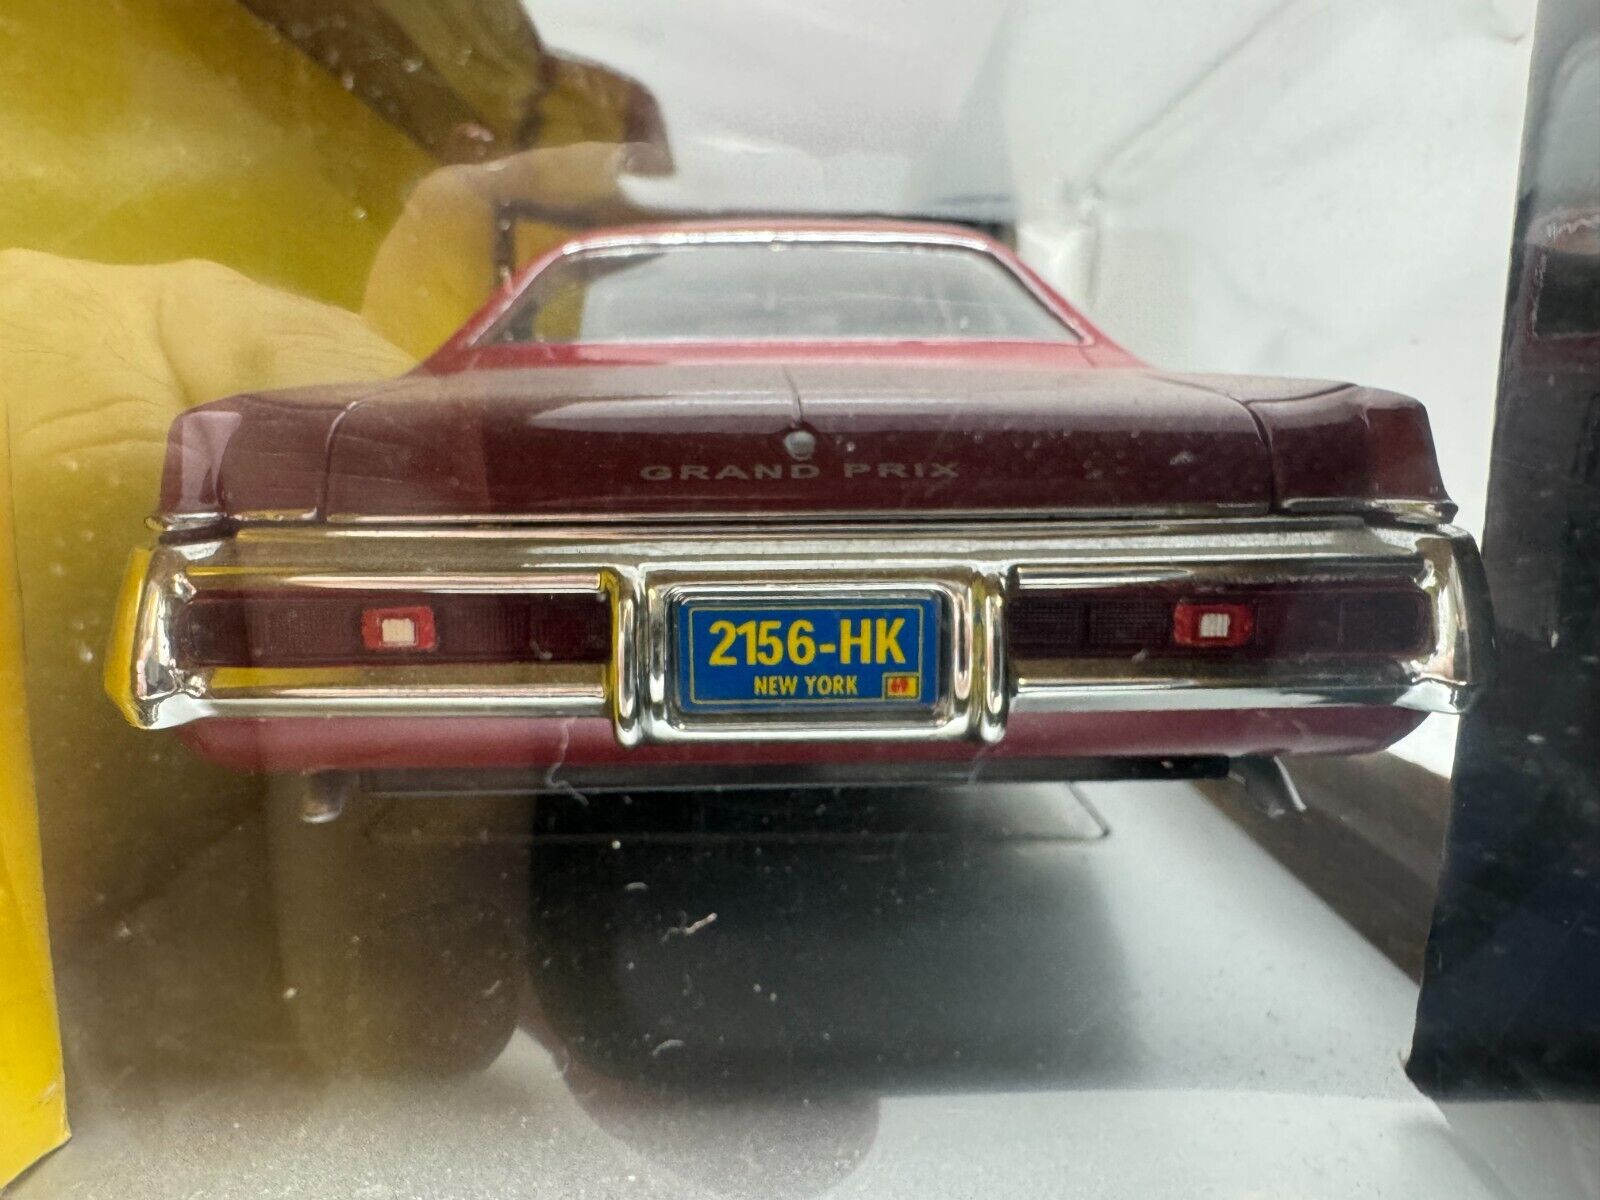 GRAND PRIX
2156-HK
NEW YORK